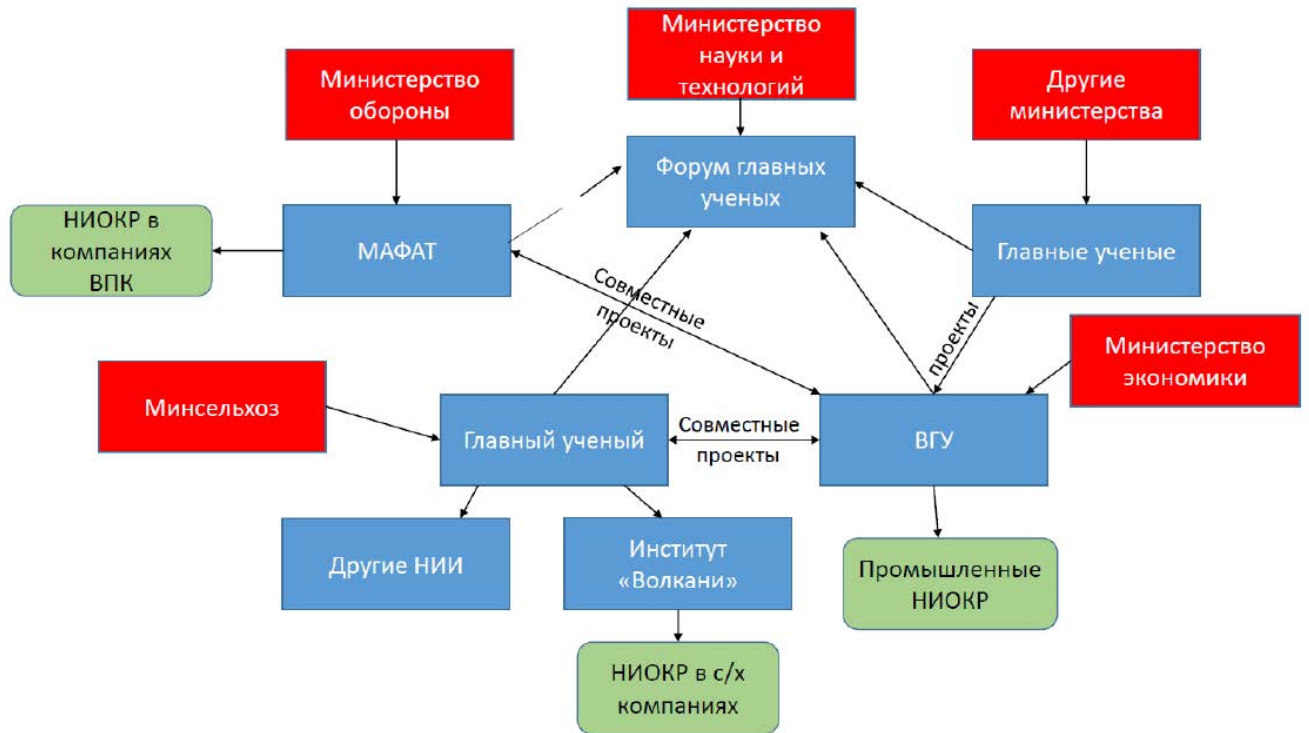 Министерство
обороны
Министерство
науки и
технологий
Другие
министерства
Форум главных
ученых
НИОКР в
компаниях
ВПК
МАФАТ
Главные ученые
Совместные
проекты
проекты
Министерство
экономики
Минсельхоз
Главный ученый
Совместные
проекты
ВГУ
Другие НИИ
Институт
«Волкани»
Промышленные
НИОКР
НИОКР в с/х
компаниях